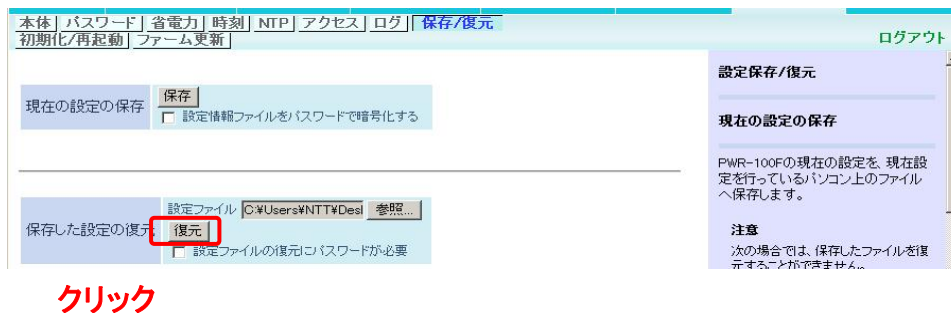 本体 パスワード 省電力 時刻 NTP アクセス ログ 保存/復元
初期化/再起動 ファーム更新
ログアウト
現在の設定の保存
保存
設定情報ファイルをパスワードで暗号化する
保存した設定の復元
設定ファイル C:¥Users¥NTT¥Desl 参照...
復元
設定ファイルの復元にパスワードが必要
クリック
設定保存/復元
現在の設定の保存
PWR-100Fの現在の設定を、現在設
定を行っているパソコン上のファイル
へ保存します。
注意
次の場合では、保存したファイルを復
元することができません。